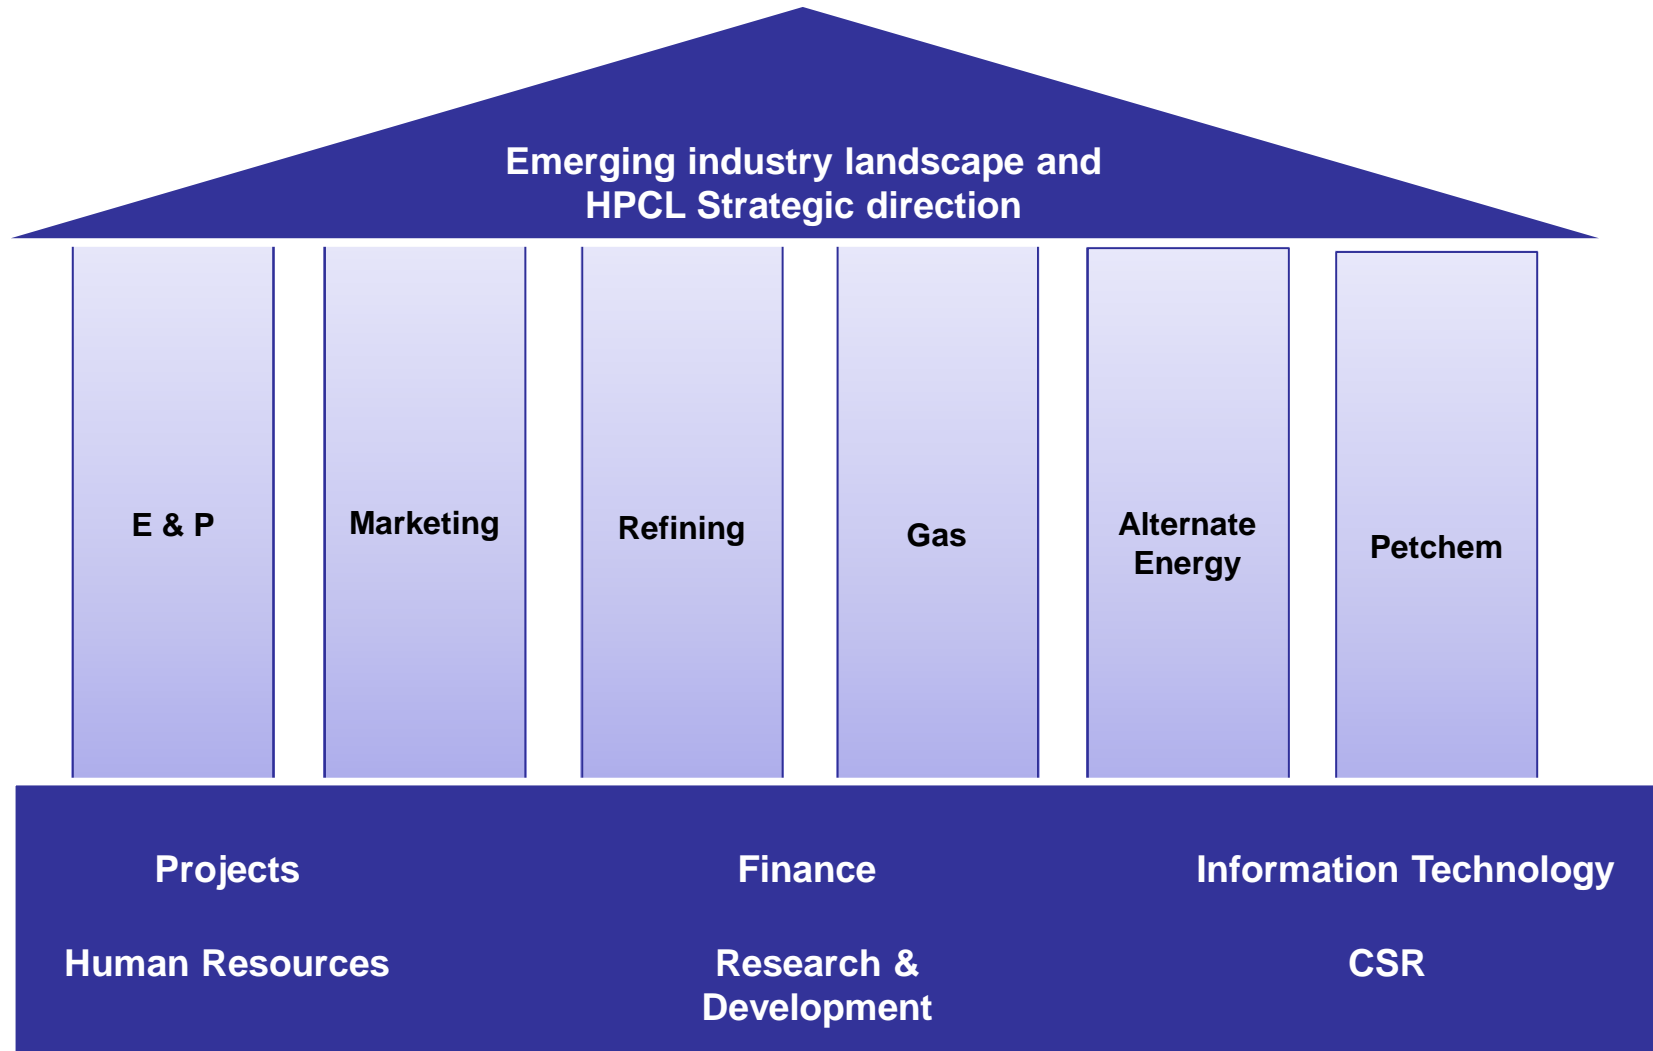 Emerging industry landscape and
HPCL Strategic direction
E & P
Marketing
Refining
Gas
Alternate
Energy
Petchem
Projects
Finance
Information Technology
Human Resources
Research &
Development
CSR